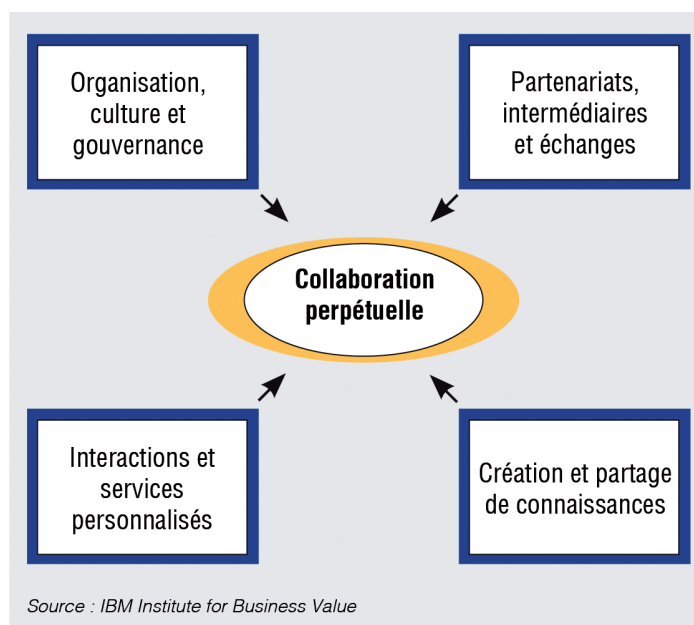 Organisation,
culture et
gouvernance
Partenariats,
intermédiaires
et échanges
Collaboration
perpétuelle
Interactions et
services
personnalisés
Création et partage
de connaissances
Source : IBM Institute for Business Value